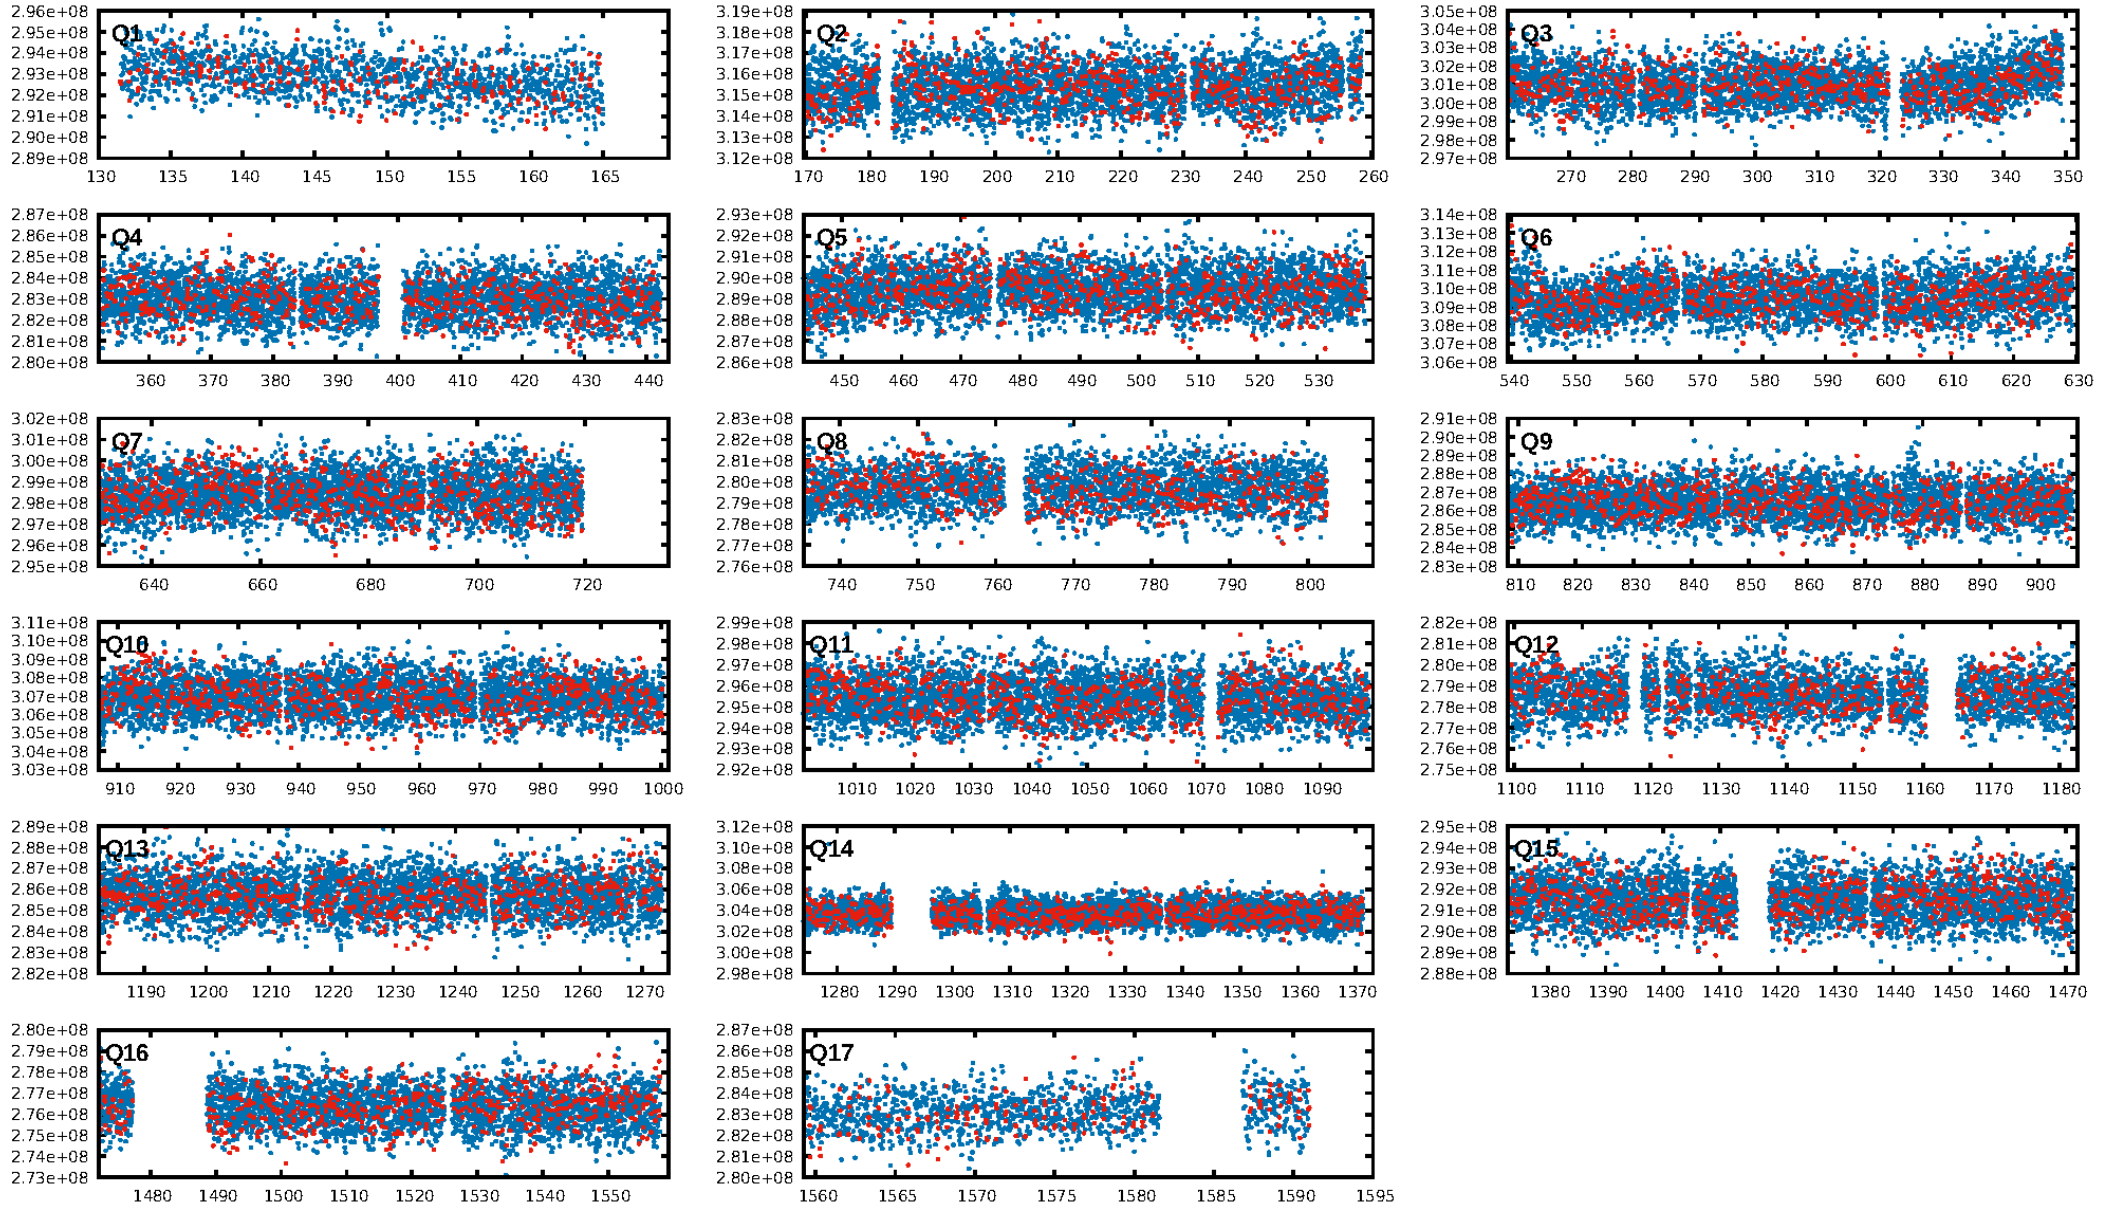 2.96e+08
2.95e+08
2.94e+08
2.93e+08
2.92e+08
2.91e+08
2.90e+08
2.89e+08
Q1
130 135 140 145 150 155 160 165
3.19e+08
3.18e+08
3.17e+08
3.16e+08
3.15e+08
3.14e+08
3.13e+08
3.12e+08
Q2
170 180 190 200 210 220 230 240 250 260
3.05e+08
3.04e+08
3.03e+08
3.02e+08
3.01e+08
3.00e+08
2.99e+08
2.98e+08
2.97e+08
Q3
270 280 290 300 310 320 330 340 350
2.87e+08
2.86e+08
2.85e+08
2.84e+08
2.83e+08
2.82e+08
2.81e+08
2.80e+08
Q4
360 370 380 390 400 410 420 430 440
2.93e+08
2.92e+08
2.91e+08
2.90e+08
2.89e+08
2.88e+08
2.87e+08
2.86e+08
Q5
450 460 470 480 490 500 510 520 530
3.14e+08
3.13e+08
3.12e+08
3.11e+08
3.10e+08
3.09e+08
3.08e+08
3.07e+08
3.06e+08
Q6
540 550 560 570 580 590 600 610 620 630
3.02e+08
3.01e+08
3.00e+08
2.99e+08
2.98e+08
2.97e+08
2.96e+08
2.95e+08
Q7
640 660 680 700 720
2.83e+08
2.82e+08
2.81e+08
2.80e+08
2.79e+08
2.78e+08
2.77e+08
2.76e+08
Q8
740 750 760 770 780 790 800
2.91e+08
2.90e+08
2.89e+08
2.88e+08
2.87e+08
2.86e+08
2.85e+08
2.84e+08
2.83e+08
Q9
810 820 830 840 850 860 870 880 890 900
3.11e+08
3.10e+08
3.09e+08
3.08e+08
3.07e+08
3.06e+08
3.05e+08
3.04e+08
3.03e+08
Q10
910 920 930 940 950 960 970 980 990 1000
2.99e+08
2.98e+08
2.97e+08
2.96e+08
2.95e+08
2.94e+08
2.93e+08
2.92e+08
Q11
1010 1020 1030 1040 1050 1060 1070 1080 1090
2.82e+08
2.81e+08
2.80e+08
2.79e+08
2.78e+08
2.77e+08
2.76e+08
2.75e+08
Q12
1100 1110 1120 1130 1140 1150 1160 1170 1180
2.89e+08
2.88e+08
2.87e+08
2.86e+08
2.85e+08
2.84e+08
2.83e+08
2.82e+08
Q13
1190 1200 1210 1220 1230 1240 1250 1260 1270
3.12e+08
3.10e+08
3.08e+08
3.06e+08
3.04e+08
3.02e+08
3.00e+08
2.98e+08
Q14
1280 1290 1300 1310 1320 1330 1340 1350 1360 1370
2.95e+08
2.94e+08
2.93e+08
2.92e+08
2.91e+08
2.90e+08
2.89e+08
2.88e+08
Q15
1380 1390 1400 1410 1420 1430 1440 1450 1460 1470
2.80e+08
2.79e+08
2.78e+08
2.77e+08
2.76e+08
2.75e+08
2.74e+08
2.73e+08
Q16
1480 1490 1500 1510 1520 1530 1540 1550
2.87e+08
2.86e+08
2.85e+08
2.84e+08
2.83e+08
2.82e+08
2.81e+08
2.80e+08
Q17
1560 1565 1570 1575 1580 1585 1590 1595